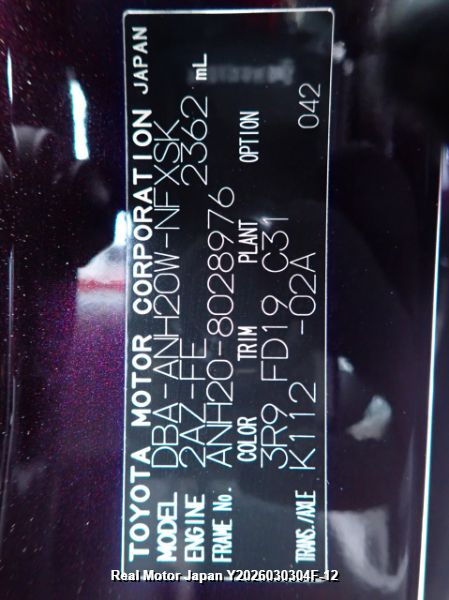 TOYOTA MOTOR CORPORATION JAPAN
MODEL DBA-ANH20W-NFXSK
ENGINE 2AZ-FE 2362 mL
FRAME No. ANH20-8028976
COLOR TRIM PLANT OPTION
3R9 FD19 C31 042
TRANS./AXLE K112 -02A
Real Motor Japan Y2026030304F-12